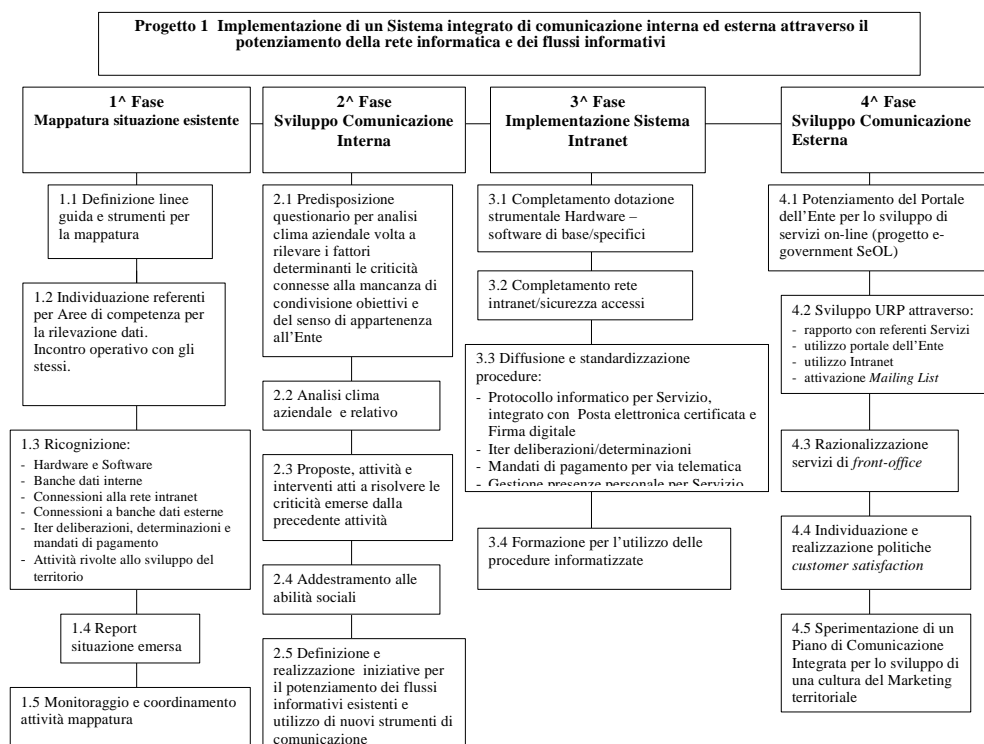 Progetto 1 Implementazione di un Sistema integrato di comunicazione interna ed esterna attraverso il
potenziamento della rete informatica e dei flussi informativi
1^ Fase
Mappatura situazione esistente
1.1 Definizione linee
guida e strumenti per
la mappatura
1.2 Individuazione referenti
per Aree di competenza per
la rilevazione dati.
Incontro operativo con gli
stessi.
1.3 Ricognizione:
- Hardware e Software
- Banche dati interne
- Connessioni alla rete intranet
- Connessioni a banche dati esterne
- Iter deliberazioni, determinazioni e
mandati di pagamento
- Attività rivolte allo sviluppo del
territorio
1.4 Report
situazione emersa
1.5 Monitoraggio e coordinamento
attività mappatura
2^ Fase
Sviluppo Comunicazione
Interna
2.1 Predisposizione
questionario per analisi
clima aziendale volta a
rilevare i fattori
determinanti le criticità
connesse alla mancanza di
condivisione obiettivi e
del senso di appartenenza
all'Ente
2.2 Analisi clima
aziendale e relativo
2.3 Proposte, attività e
interventi atti a risolvere le
criticità emerse dalla
precedente attività
2.4 Addestramento alle
abilità sociali
2.5 Definizione e
realizzazione iniziative per
il potenziamento dei flussi
informativi esistenti e
utilizzo di nuovi strumenti di
comunicazione
3^ Fase
Implementazione Sistema
Intranet
3.1 Completamento dotazione
strumentale Hardware –
software di base/specifici
3.2 Completamento rete
intranet/sicurezza accessi
3.3 Diffusione e standardizzazione
procedure:
- Protocollo informatico per Servizio,
integrato con Posta elettronica certificata e
Firma digitale
- Iter deliberazioni/determinazioni
- Mandati di pagamento per via telematica
- Gestione presenze personale per Servizio
3.4 Formazione per l'utilizzo delle
procedure informatizzate
4^ Fase
Sviluppo Comunicazione
Esterna
4.1 Potenziamento del Portale
dell'Ente per lo sviluppo di
servizi on-line (progetto e-
government SeOL)
4.2 Sviluppo URP attraverso:
- rapporto con referenti Servizi
- utilizzo portale dell'Ente
- utilizzo Intranet
- attivazione Mailing List
4.3 Razionalizzazione
servizi di front-office
4.4 Individuazione e
realizzazione politiche
customer satisfaction
4.5 Sperimentazione di un
Piano di Comunicazione
Integrata per lo sviluppo di
una cultura del Marketing
territoriale